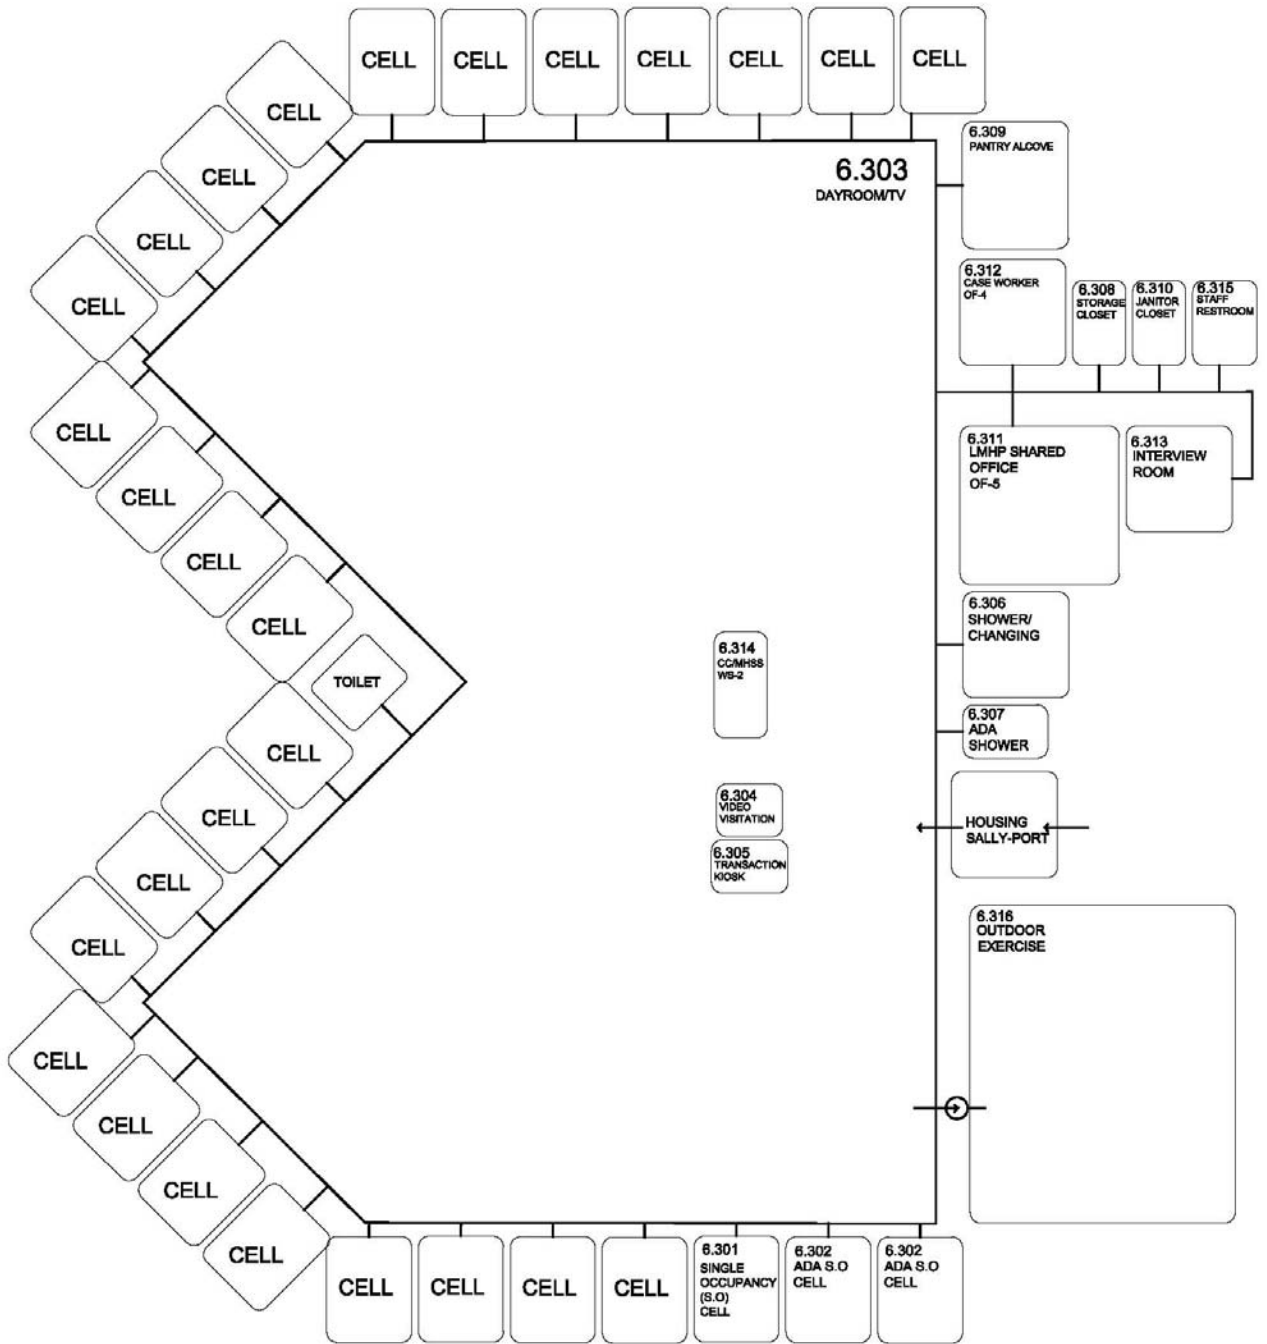 CELL
CELL
CELL
CELL
CELL
CELL
CELL
CELL
CELL
CELL
CELL
6.303
DAYROOM/TV
6.309
PANTRY ALCOVE
6.312
CASE WORKER
OF-4
6.308
STORAGE
CLOSET
6.310
JANITOR
CLOSET
6.315
STAFF
RESTROOM
CELL
CELL
CELL
CELL
6.311
LMHP SHARED
OFFICE
OF-5
6.313
INTERVIEW
ROOM
6.306
SHOWER/
CHANGING
TOILET
6.314
CC/MHSS
WS-2
6.307
ADA
SHOWER
CELL
CELL
CELL
CELL
6.304
VIDEO
VISITATION
6.305
TRANSACTION
KIOSK
HOUSING
SALLY-PORT
6.316
OUTDOOR
EXERCISE
CELL
CELL
CELL
CELL
CELL
CELL
CELL
CELL
6.301
SINGLE
OCCUPANCY
(S.O)
CELL
6.302
ADA S.O
CELL
6.302
ADA S.O
CELL